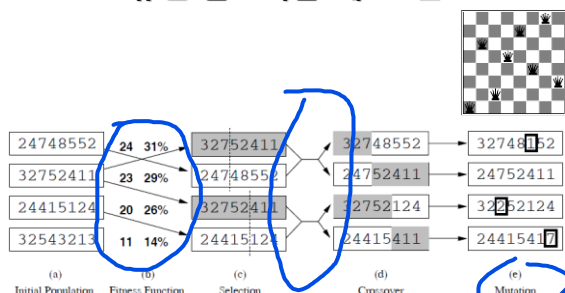 24748552 24 31% 32752411 32748552 32748152
32752411 23 29% 24748552 24752411 24752411
24415124 20 26% 32752411 32752124 32252124
32543213 11 14% 24415124 24415411 24415417
(a) (b) (c) (d) (e)
Initial Population Fitness Function Selection Crossover Mutation